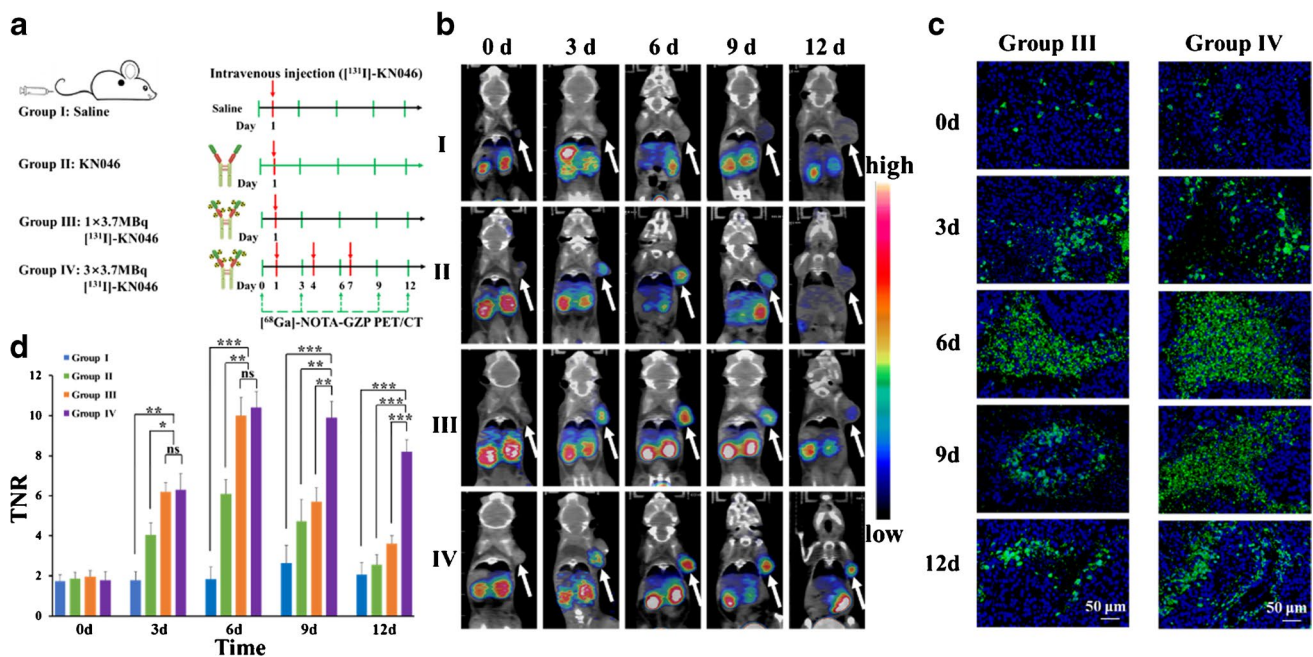 a
Intravenous injection ([¹³¹I]-KN046)
Group I: Saline
Saline
Day
1
Group II: KN046
Day
1
Group III: 1×3.7MBq
[¹³¹I]-KN046
Day
1
Group IV: 3×3.7MBq
[¹³¹I]-KN046
Day
0 1 3 4 6 7 9 12
[⁶⁸Ga]-NOTA-GZP PET/CT
b
0 d 3 d 6 d 9 d 12 d
I
II
III
IV
high
low
c
Group III Group IV
0d
3d
6d
9d
12d
50 μm
50 μm
d
Group I
Group II
Group III
Group IV
TNR
12
10
8
6
4
2
0
**
*
ns
***
**
ns
***
**
**
***
***
***
0d 3d 6d 9d 12d
Time